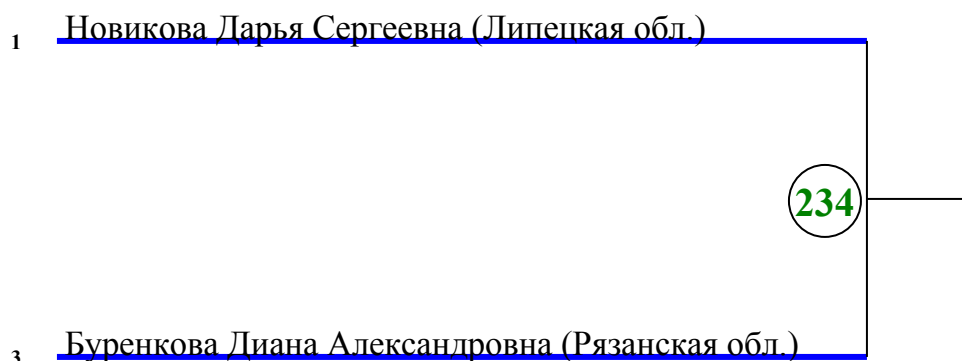 1 Новикова Дарья Сергеевна (Липецкая обл.)
234
3 Буренкова Диана Александровна (Рязанская обл.)